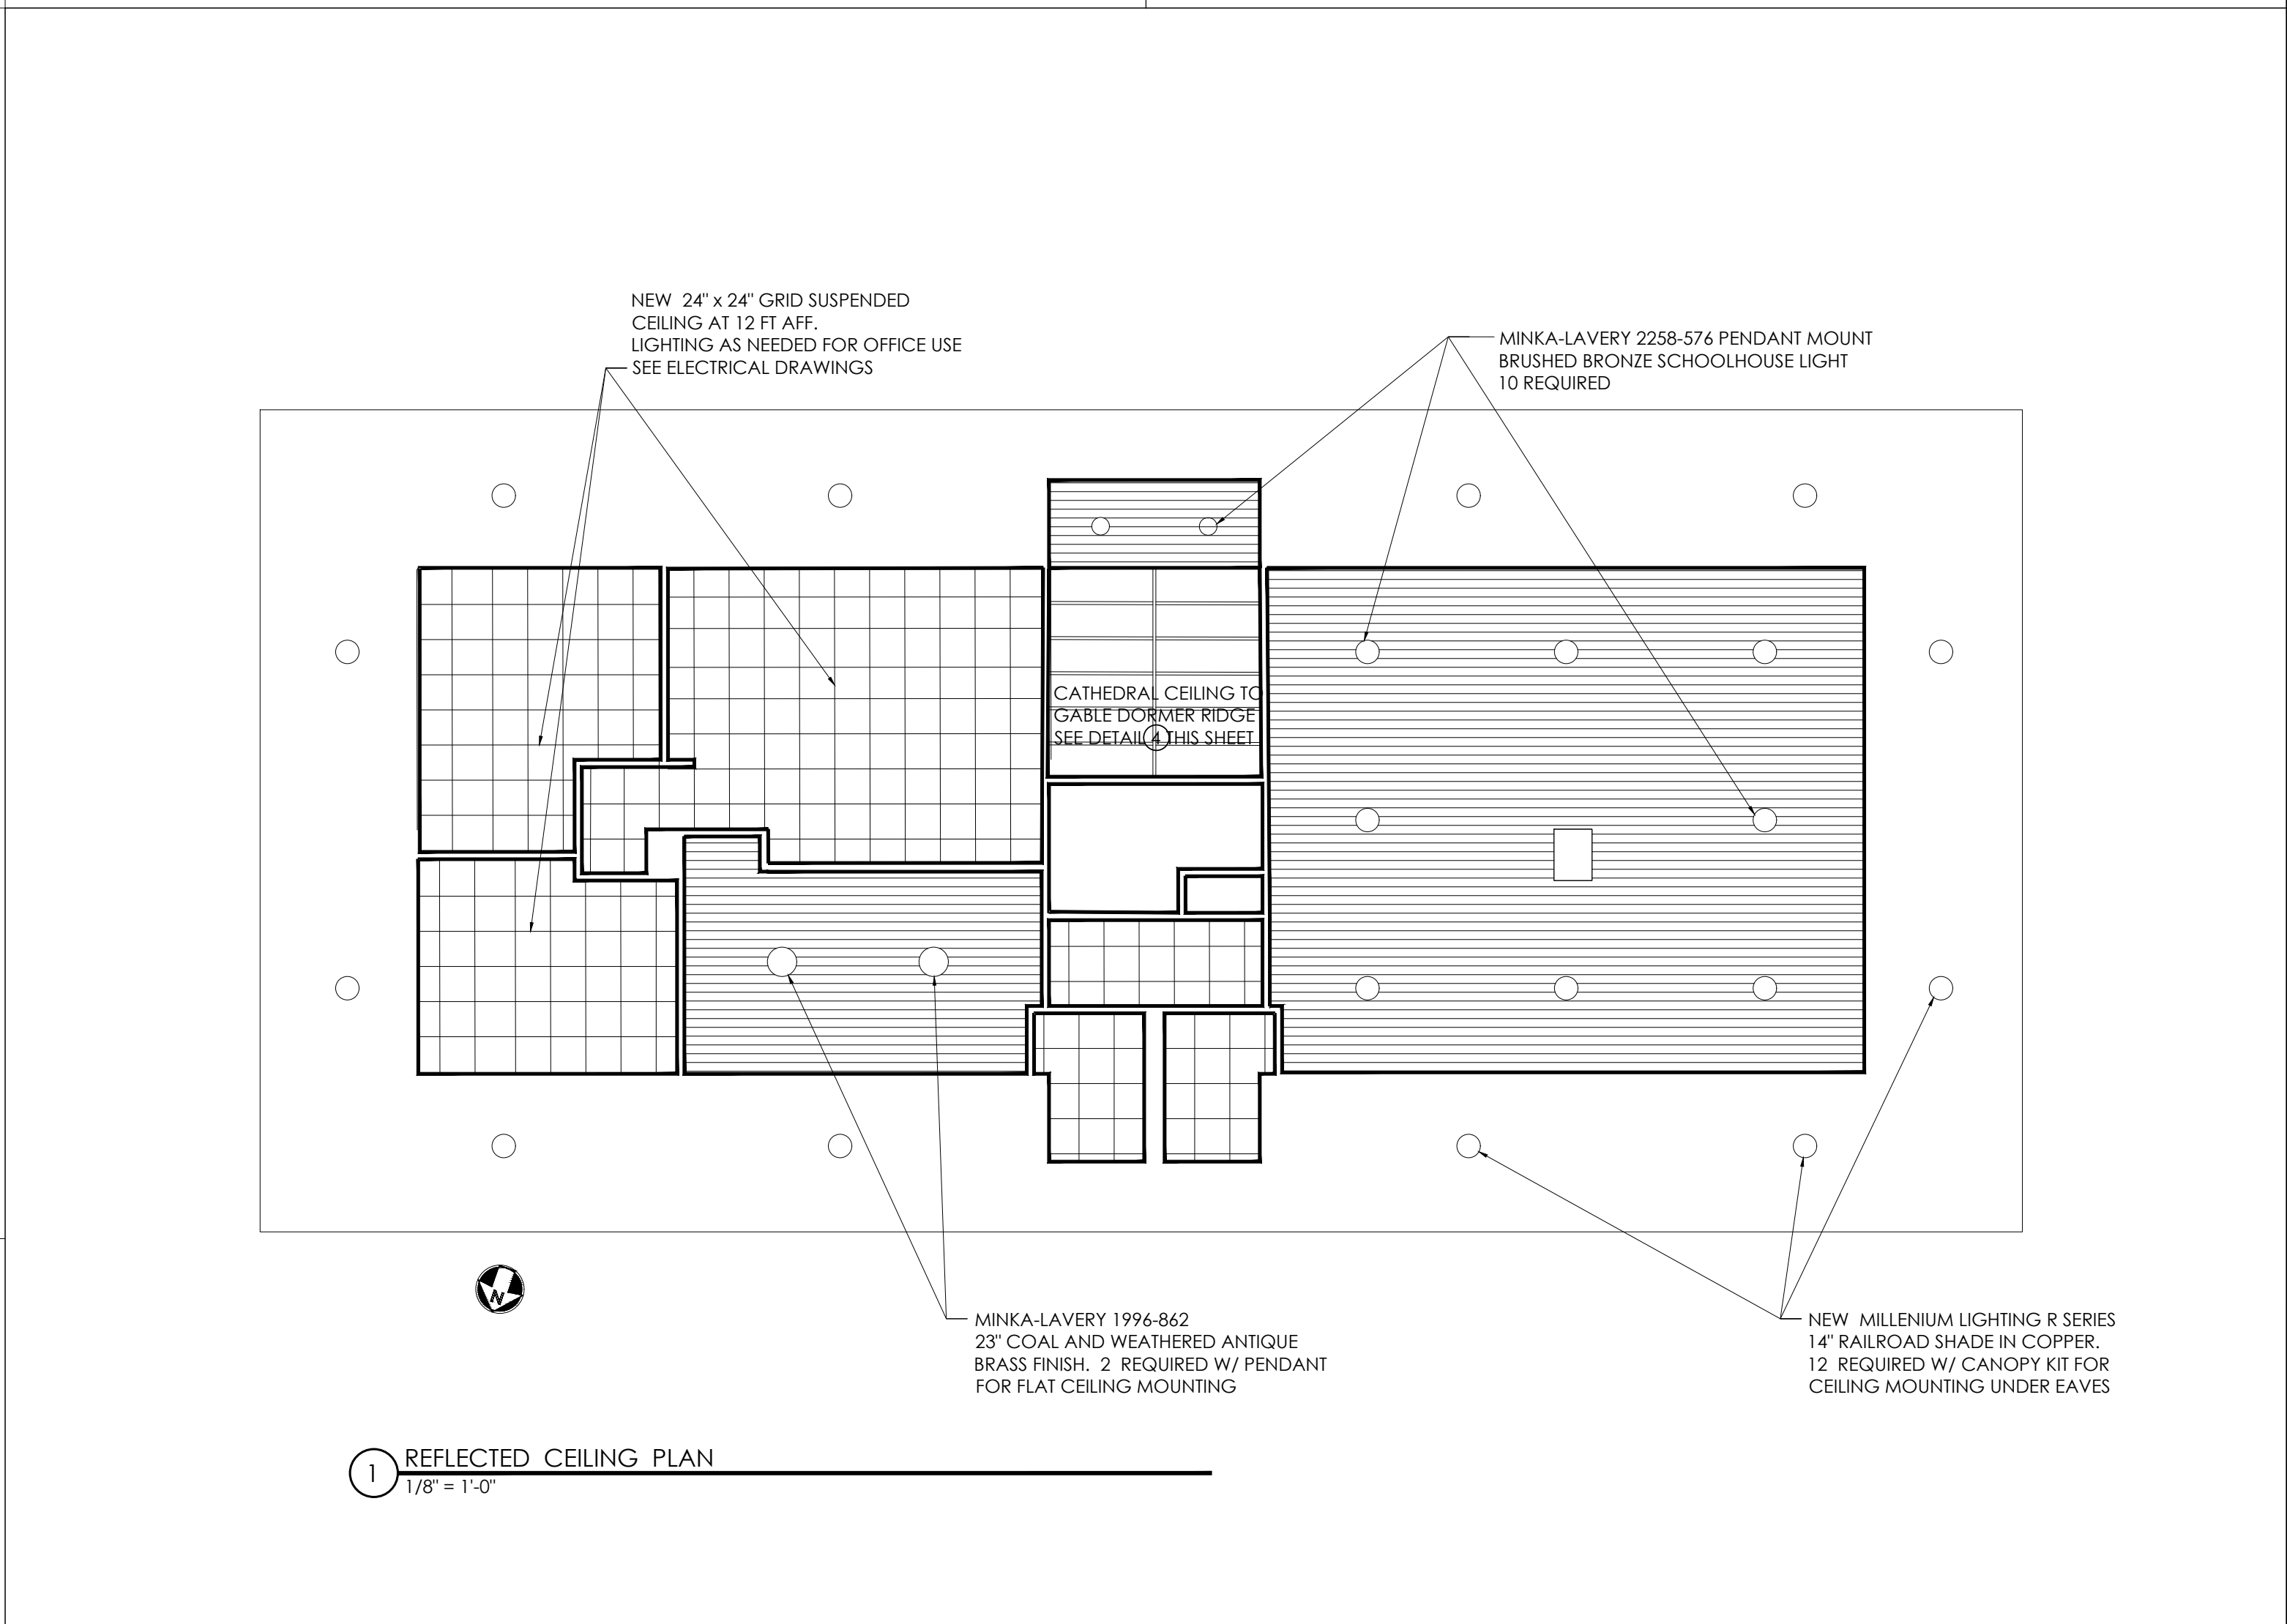 NEW 24" x 24" GRID SUSPENDED
CEILING AT 12 FT AFF.
LIGHTING AS NEEDED FOR OFFICE USE
SEE ELECTRICAL DRAWINGS
MINKA-LAVERY 2258-576 PENDANT MOUNT
BRUSHED BRONZE SCHOOLHOUSE LIGHT
10 REQUIRED
CATHEDRAL CEILING TO
GABLE DORMER RIDGE
SEE DETAIL 4 THIS SHEET
N
MINKA-LAVERY 1996-862
23" COAL AND WEATHERED ANTIQUE
BRASS FINISH. 2 REQUIRED W/ PENDANT
FOR FLAT CEILING MOUNTING
NEW MILLENIUM LIGHTING R SERIES
14" RAILROAD SHADE IN COPPER.
12 REQUIRED W/ CANOPY KIT FOR
CEILING MOUNTING UNDER EAVES
1 REFLECTED CEILING PLAN
1/8" = 1'-0"